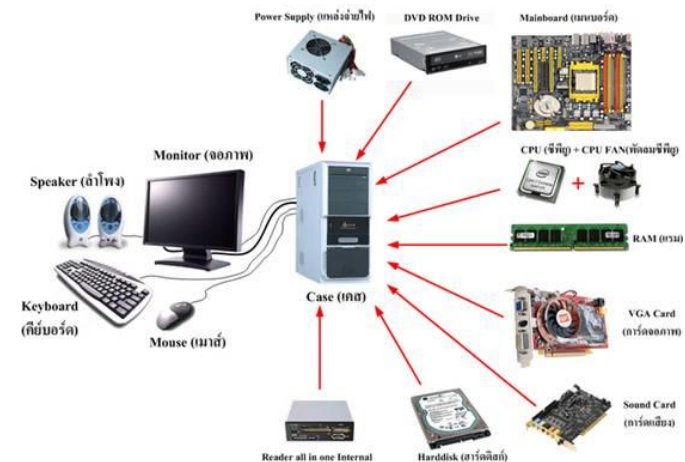 Power Supply (แหล่งจ่ายไฟ)
DVD ROM Drive
Mainboard (เมนบอร์ด)
Monitor (จอภาพ)
CPU (ซีพียู) + CPU FAN(พัดลมซีพียู)
Speaker (ลำโพง)
+
RAM (แรม)
Keyboard
(คีย์บอร์ด)
Mouse (เมาส์)
Case (เคส)
VGA Card
(การ์ดจอภาพ)
Sound Card
(การ์ดเสียง)
Reader all in one Internal
Harddisk (ฮาร์ดดิสก์)